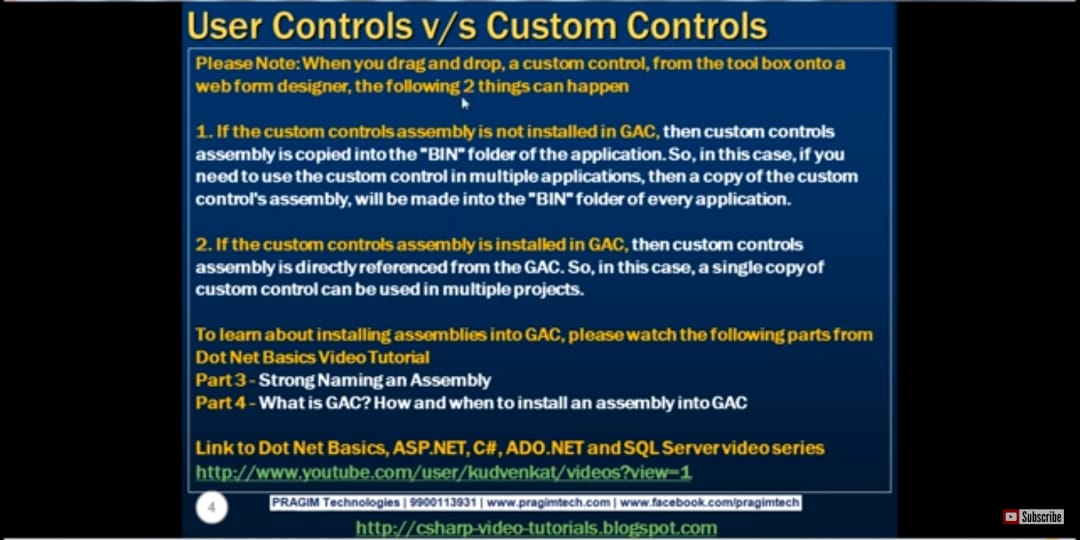 User Controls v/s Custom Controls
Please Note: When you drag and drop, a custom control, from the tool box onto a
web form designer, the following 2 things can happen
1. If the custom controls assembly is not installed in GAC, then custom controls
assembly is copied into the "BIN" folder of the application. So, in this case, if you
need to use the custom control in multiple applications, then a copy of the custom
control's assembly, will be made into the "BIN" folder of every application.
2. If the custom controls assembly is installed in GAC, then custom controls
assembly is directly referenced from the GAC. So, in this case, a single copy of
custom control can be used in multiple projects.
To learn about installing assemblies into GAC, please watch the following parts from
Dot Net Basics Video Tutorial
Part 3 - Strong Naming an Assembly
Part 4 - What is GAC? How and when to install an assembly into GAC
Link to Dot Net Basics, ASP.NET, C#, ADO.NET and SQL Server video series
http://www.youtube.com/user/kudvenkat/videos?view=1
4
PRAGIM Technologies | 9900113931 | www.pragimtech.com | www.facebook.com/pragimtech
Subscribe
http://csharp-video-tutorials.blogspot.com